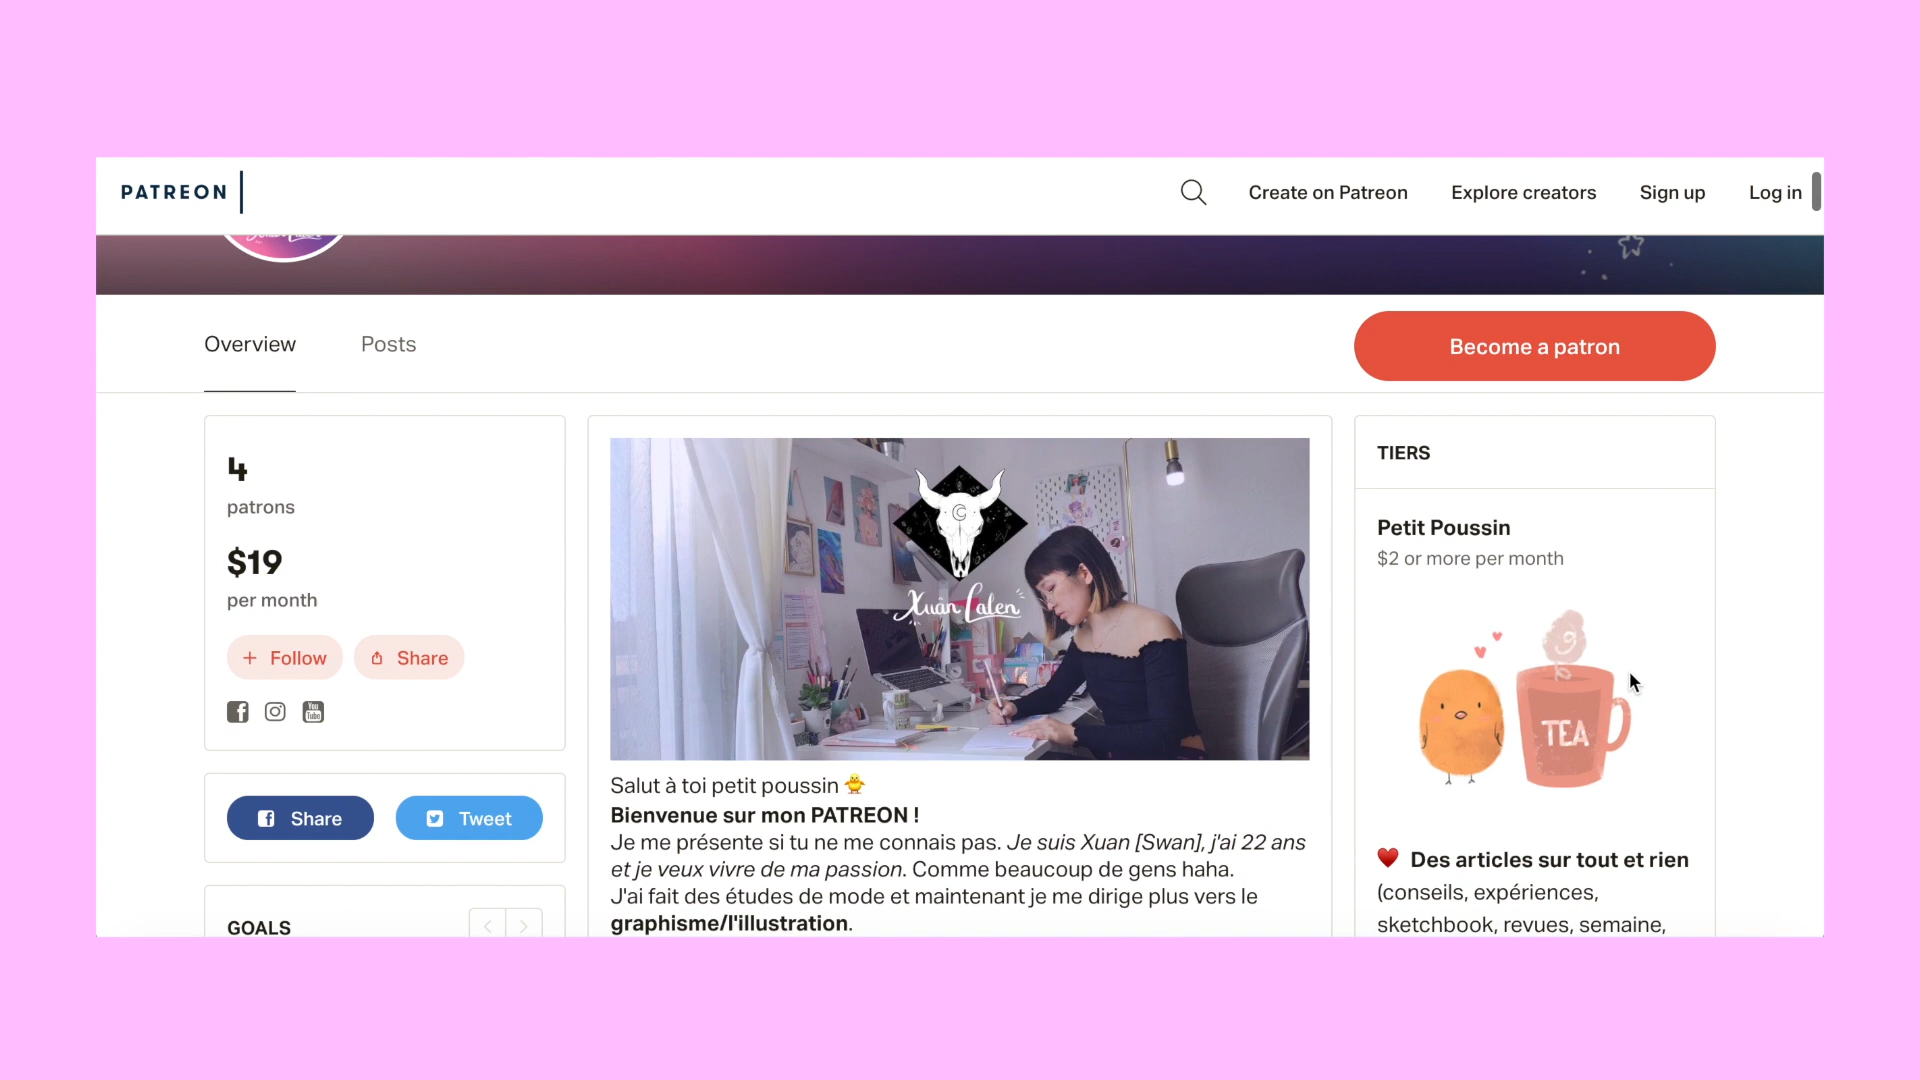 PATREON
Create on Patreon
Explore creators
Sign up
Log in
Overview
Posts
Become a patron
4
patrons
$19
per month
+ Follow
Share
You
Tube
Share
Tweet
GOALS
Xuân Lalen
Salut à toi petit poussin 🐥
Bienvenue sur mon PATREON !
Je me présente si tu ne me connais pas. Je suis Xuan [Swan], j'ai 22 ans
et je veux vivre de ma passion. Comme beaucoup de gens haha.
J'ai fait des études de mode et maintenant je me dirige plus vers le
graphisme/l'illustration.
TIERS
Petit Poussin
$2 or more per month
TEA
♥ Des articles sur tout et rien
(conseils, expériences,
sketchbook, revues, semaine,